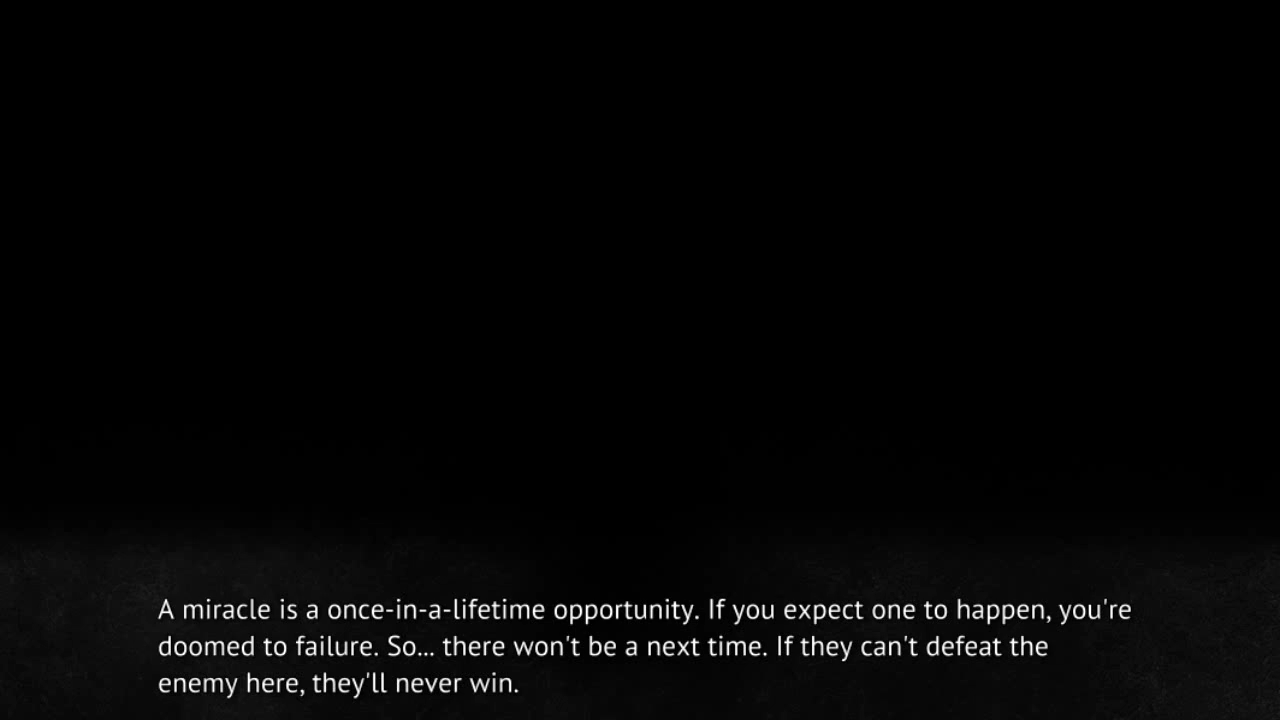 A miracle is a once-in-a-lifetime opportunity. If you expect one to happen, you're
doomed to failure. So... there won't be a next time. If they can't defeat the
enemy here, they'll never win.